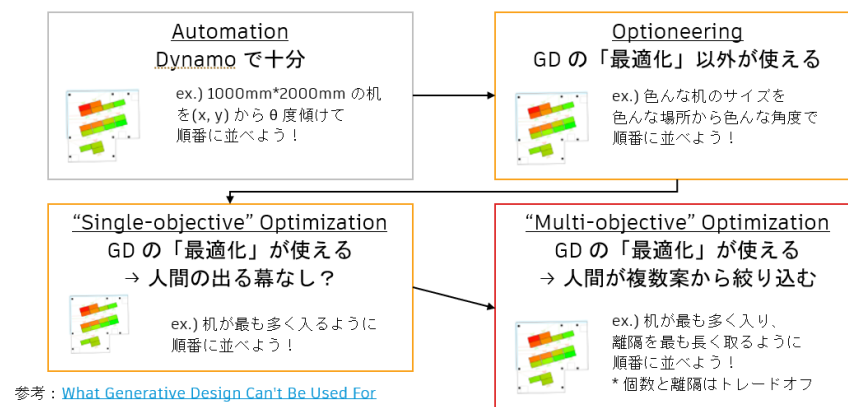 Automation
Dynamo で十分
ex.) 1000mm*2000mm の机
を(x, y) からθ度傾けて
順番に並べよう！
Optioneering
GD の「最適化」以外が使える
ex.) 色んな机のサイズを
色んな場所から色んな角度で
順番に並べよう！
“Single-objective” Optimization
GD の「最適化」が使える
→ 人間の出る幕なし？
ex.) 机が最も多く入るように
順番に並べよう！
“Multi-objective” Optimization
GD の「最適化」が使える
→ 人間が複数案から絞り込む
ex.) 机が最も多く入り、
離隔を最も長く取るように
順番に並べよう！
* 個数と離隔はトレードオフ
参考：What Generative Design Can't Be Used For